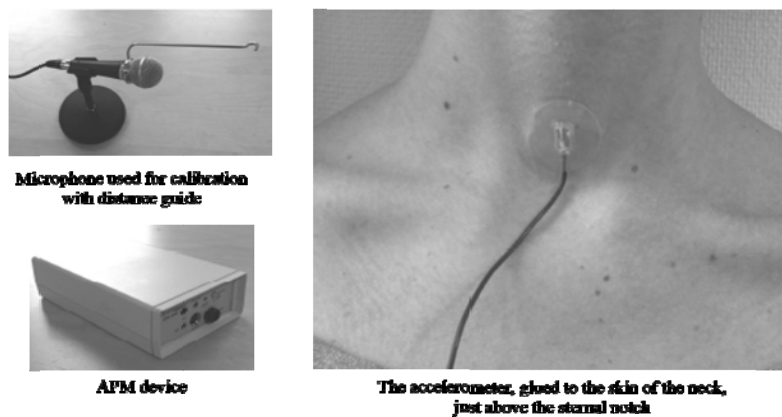 Microphone used for calibration
with distance guide
APM device
The accelerometer, glued to the skin of the neck,
just above the sternal notch